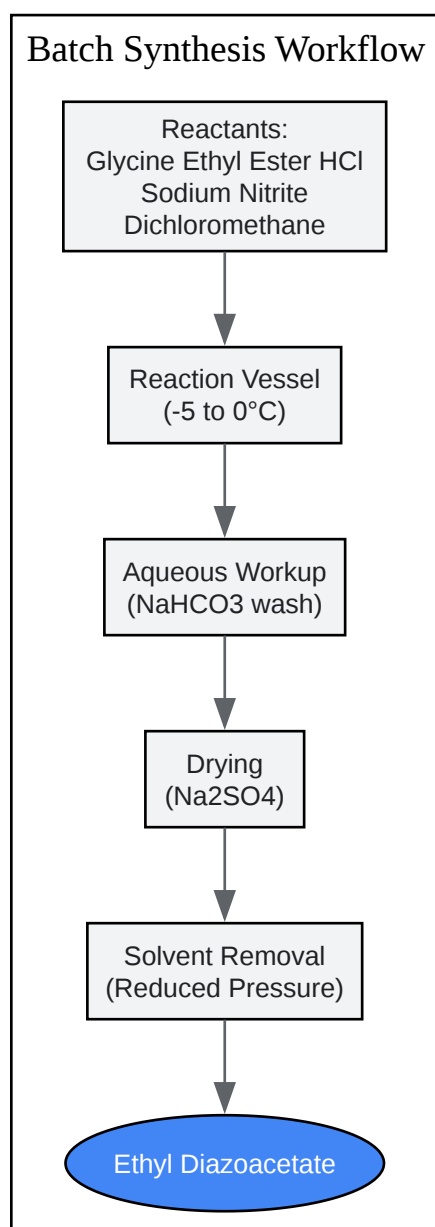 Batch Synthesis Workflow
Reactants:
Glycine Ethyl Ester HCl
Sodium Nitrite
Dichloromethane
Reaction Vessel
(-5 to 0°C)
Aqueous Workup
(NaHCO3 wash)
Drying
(Na2SO4)
Solvent Removal
(Reduced Pressure)
Ethyl Diazoacetate